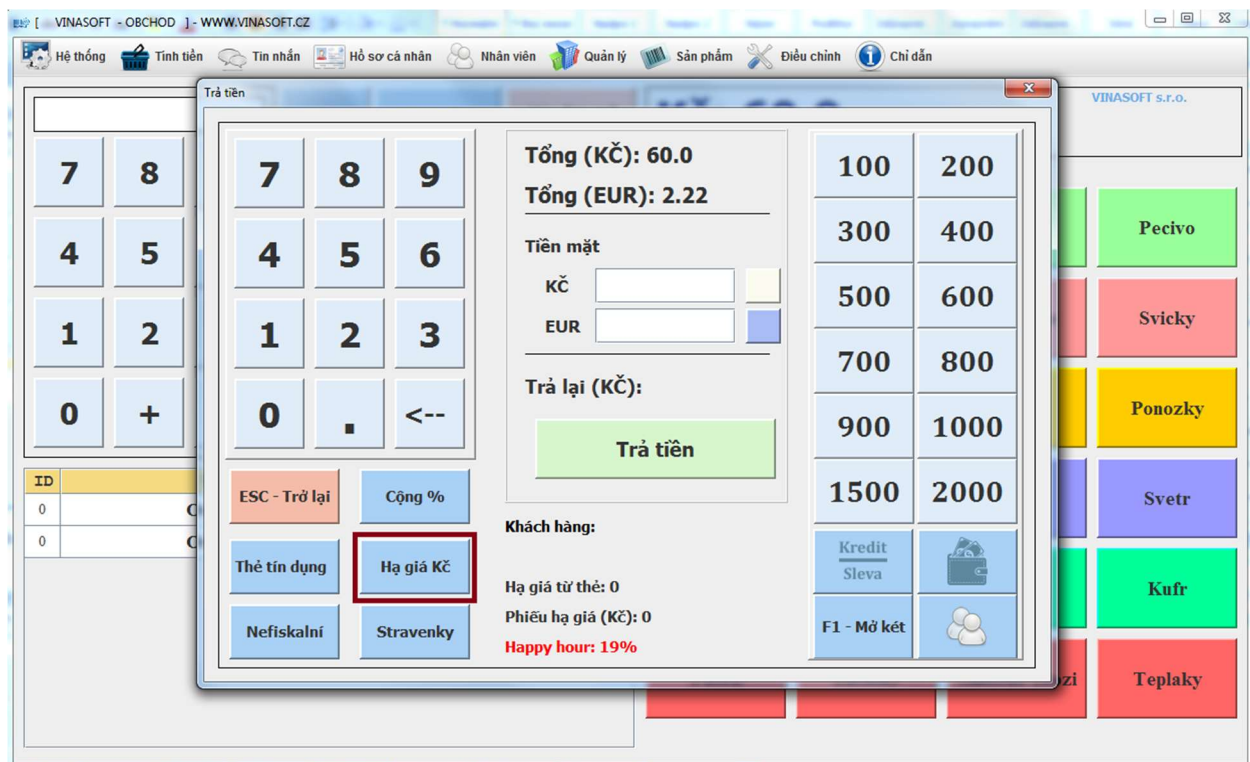 [ VINASOFT - OBCHOD ] - WWW.VINASOFT.CZ
Hệ thống Tính tiền Tin nhắn Hồ sơ cá nhân Nhân viên Quản lý Sản phẩm Điều chỉnh Chỉ dẫn
Trả tiền
VINASOFT s.r.o.
7 8
4 5
1 2
0 +
ID
0
0
7 8 9
4 5 6
1 2 3
0 . <--
ESC - Trở lại Cộng %
Thẻ tín dụng Hạ giá Kč
Nefiskalní Stravenky
Tổng (KČ): 60.0
Tổng (EUR): 2.22
Tiền mặt
KČ
EUR
Trả lại (KČ):
Trả tiền
Khách hàng:
Hạ giá từ thẻ: 0
Phiếu hạ giá (Kč): 0
Happy hour: 19%
100 200
300 400
500 600
700 800
900 1000
1500 2000
Kredit
Sleva
F1 - Mở két
Pecivo
Svicky
Ponozky
Svetr
Kufr
Teplaky